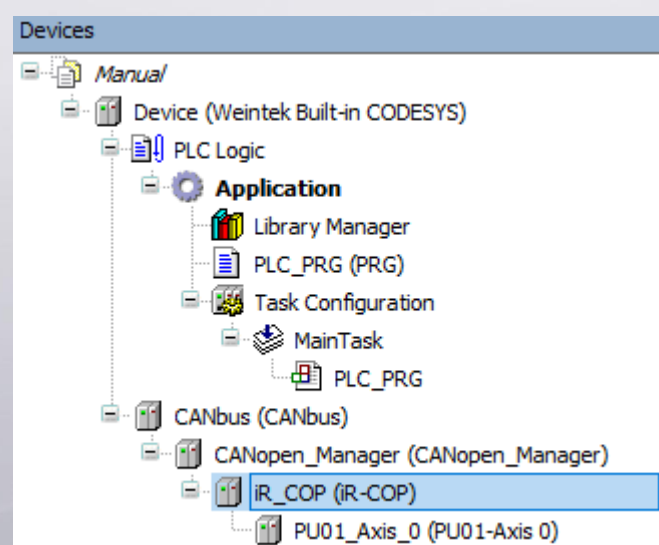 Devices
Manual
Device (Weintek Built-in CODESYS)
PLC Logic
Application
Library Manager
PLC_PRG (PRG)
Task Configuration
MainTask
PLC_PRG
CANbus (CANbus)
CANopen_Manager (CANopen_Manager)
iR_COP (iR-COP)
PU01_Axis_0 (PU01-Axis 0)